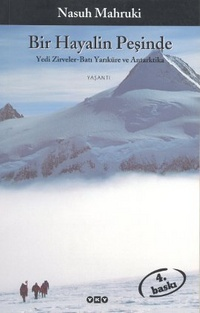 Nasuh Mahruki
Bir Hayalin Peşinde
Yedi Zirveler-Batı Yarıküre ve Antarktika
YAŞANTI
4.
baskı
YKY